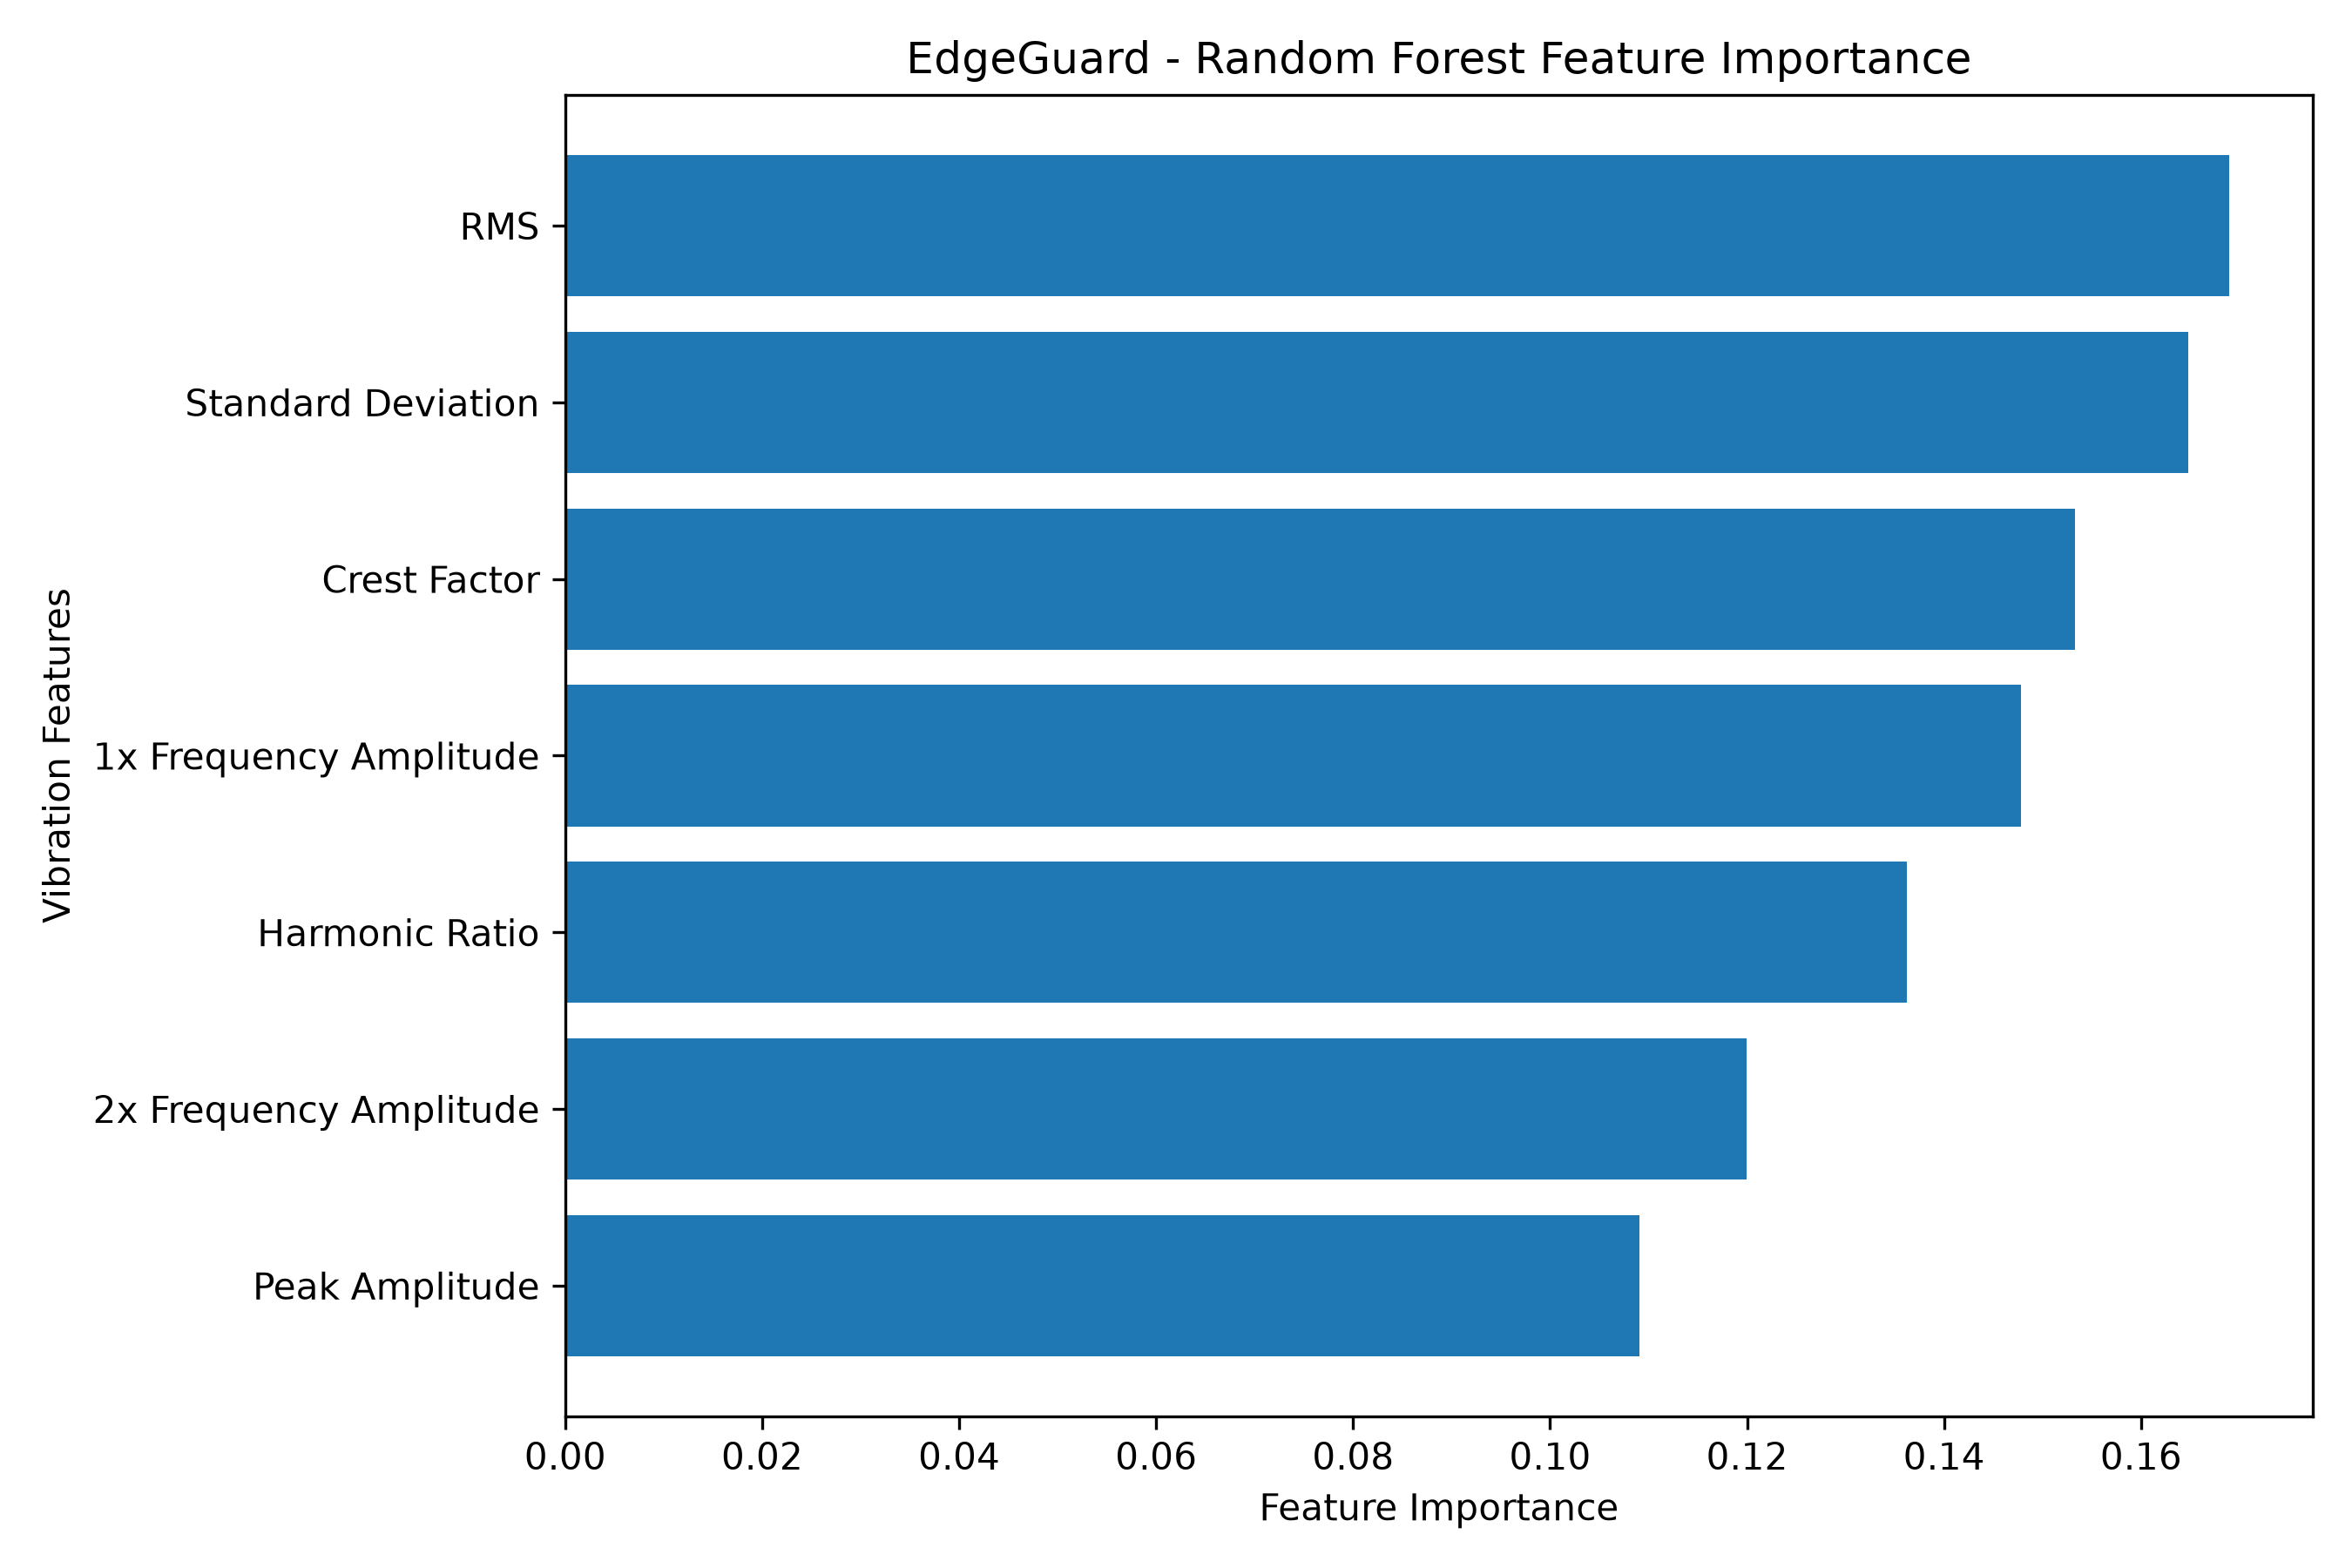 EdgeGuard - Random Forest Feature Importance
Vibration Features
RMS
Standard Deviation
Crest Factor
1x Frequency Amplitude
Harmonic Ratio
2x Frequency Amplitude
Peak Amplitude
0.00 0.02 0.04 0.06 0.08 0.10 0.12 0.14 0.16
Feature Importance